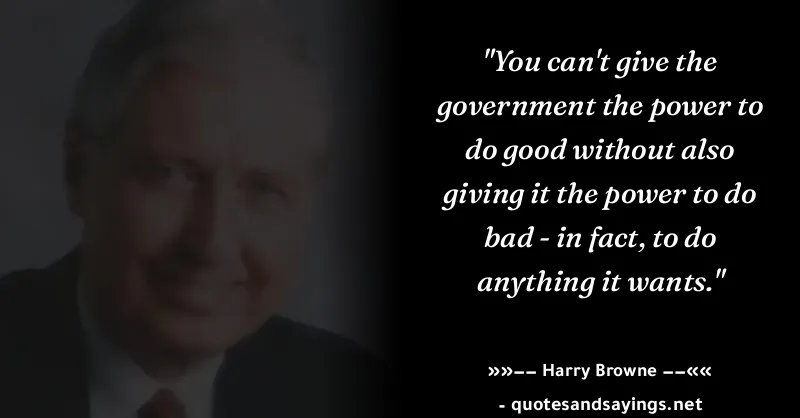 "You can't give the
government the power to
do good without also
giving it the power to do
bad - in fact, to do
anything it wants."
»»–– Harry Browne ––««
- quotesandsayings.net